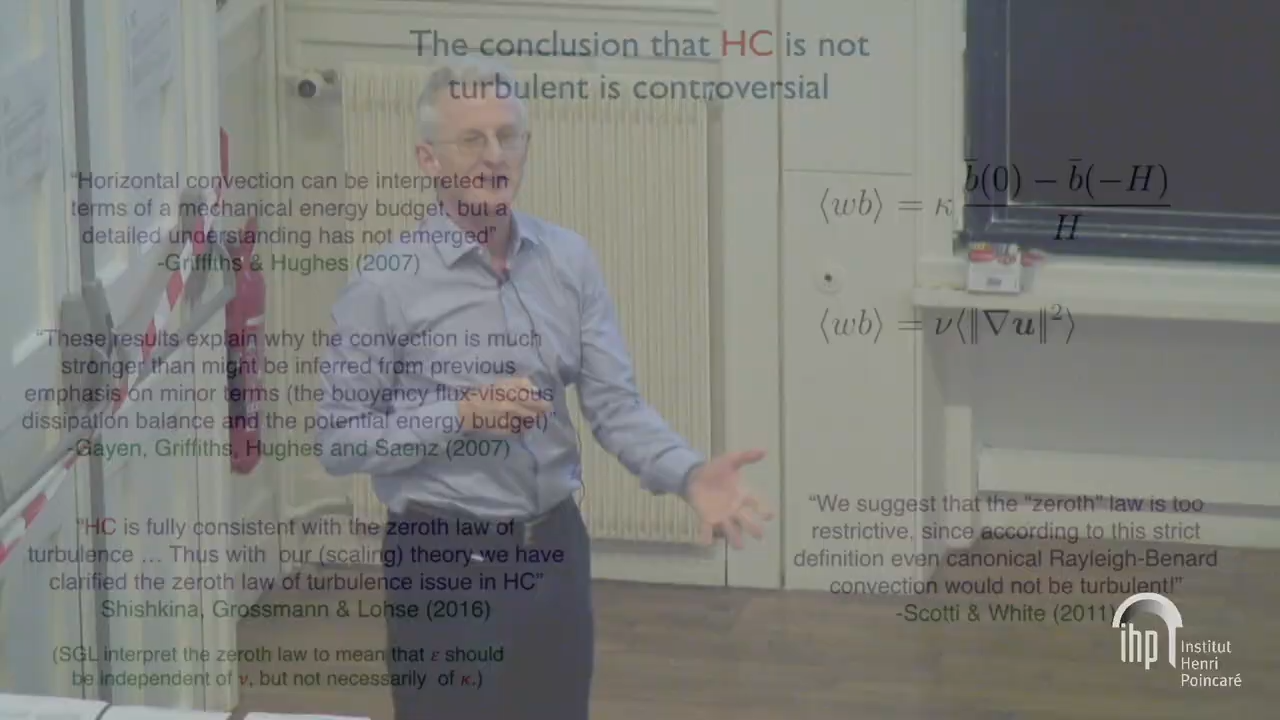 The conclusion that HC is not
turbulent is controversial
"Horizontal convection can be interpreted in
terms of a mechanical energy budget, but a
detailed understanding has not emerged"
-Griffiths & Hughes (2007)
"These results explain why the convection is much
stronger than might be inferred from previous
emphasis on minor terms (the buoyancy flux-viscous
dissipation balance and the potential energy budget)"
-Gayen, Griffiths, Hughes and Saenz (2007)
"HC is fully consistent with the zeroth law of
turbulence ... Thus with our (scaling) theory we have
clarified the zeroth law of turbulence issue in HC"
Shishkina, Grossmann & Lohse (2016)
(SGL interpret the zeroth law to mean that ε should
be independent of ν, but not necessarily of κ.)
⟨wb⟩ = κ (b̄(0) − b̄(−H)) / H
⟨wb⟩ = ν⟨‖∇u‖²⟩
"We suggest that the "zeroth" law is too
restrictive, since according to this strict
definition even canonical Rayleigh-Benard
convection would not be turbulent!"
-Scotti & White (2011)
ihp
Institut
Henri
Poincaré